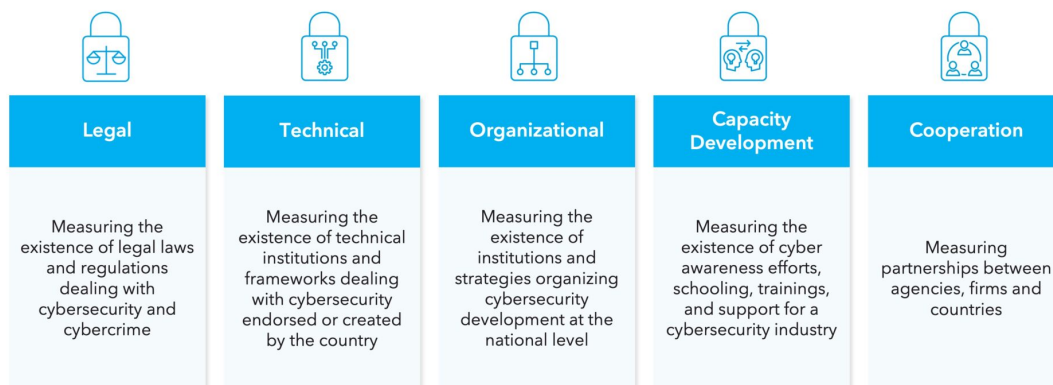 Legal
Measuring the
existence of legal laws
and regulations
dealing with
cybersecurity and
cybercrime
Technical
Measuring the
existence of technical
institutions and
frameworks dealing
with cybersecurity
endorsed or created
by the country
Organizational
Measuring the
existence of
institutions and
strategies organizing
cybersecurity
development at the
national level
Capacity
Development
Measuring the
existence of cyber
awareness efforts,
schooling, trainings,
and support for a
cybersecurity industry
Cooperation
Measuring
partnerships between
agencies, firms and
countries